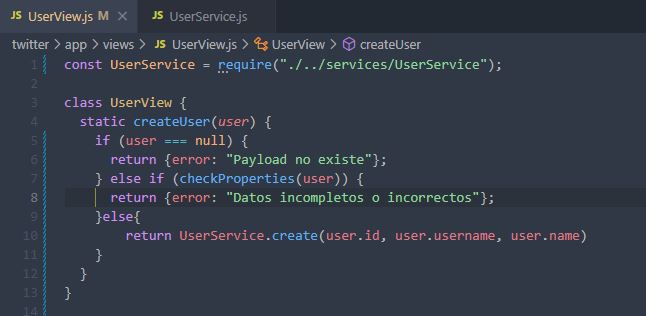 JS UserView.js M ×
JS UserService.js
twitter > app > views > JS UserView.js > UserView > createUser
1 const UserService = require("./../services/UserService");
2
3 class UserView {
4 static createUser(user) {
5 if (user === null) {
6 return {error: "Payload no existe"};
7 } else if (checkProperties(user)) {
8 return {error: "Datos incompletos o incorrectos"};
9 }else{
10 return UserService.create(user.id, user.username, user.name)
11 }
12 }
13 }
14